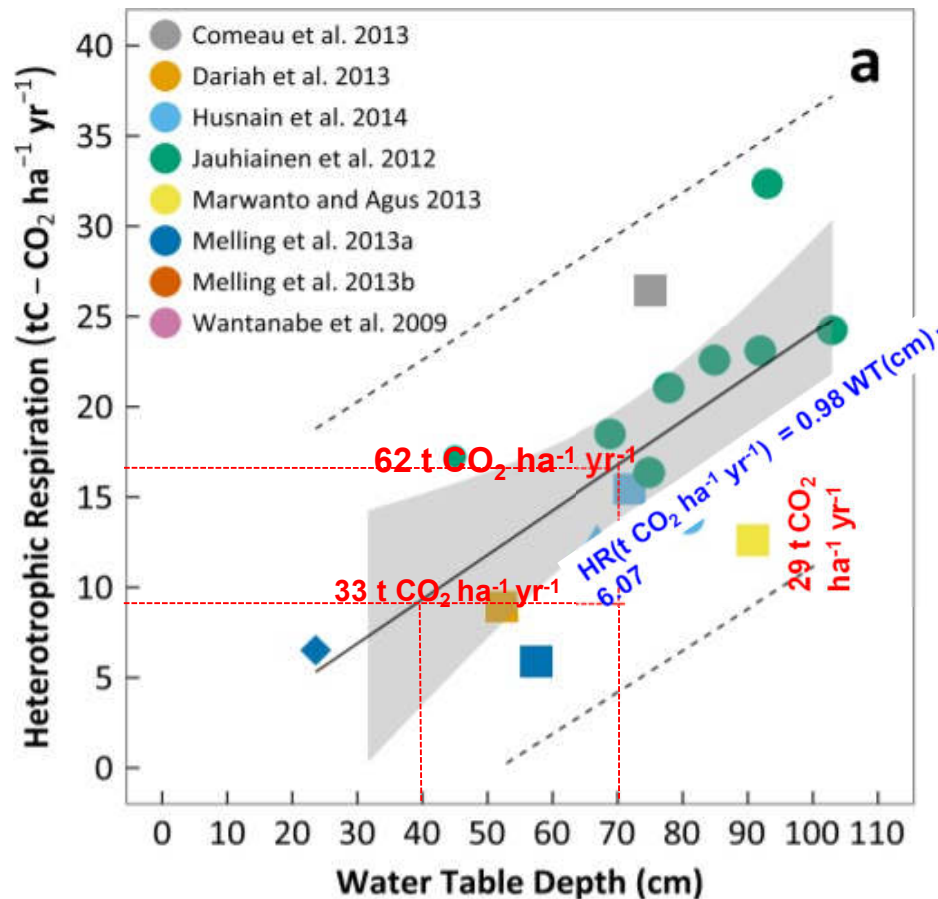 a
Comeau et al. 2013
Dariah et al. 2013
Husnain et al. 2014
Jauhiainen et al. 2012
Marwanto and Agus 2013
Melling et al. 2013a
Melling et al. 2013b
Wantanabe et al. 2009
Heterotrophic Respiration (tC – CO₂ ha⁻¹ yr⁻¹)
40
35
30
25
20
15
10
5
0
62 t CO₂ ha⁻¹ yr⁻¹
33 t CO₂ ha⁻¹ yr⁻¹
HR(t CO₂ ha⁻¹ yr⁻¹) = 0.98 WT(cm)
6.07
29 t CO₂
ha⁻¹ yr⁻¹
0 10 20 30 40 50 60 70 80 90 100 110
Water Table Depth (cm)